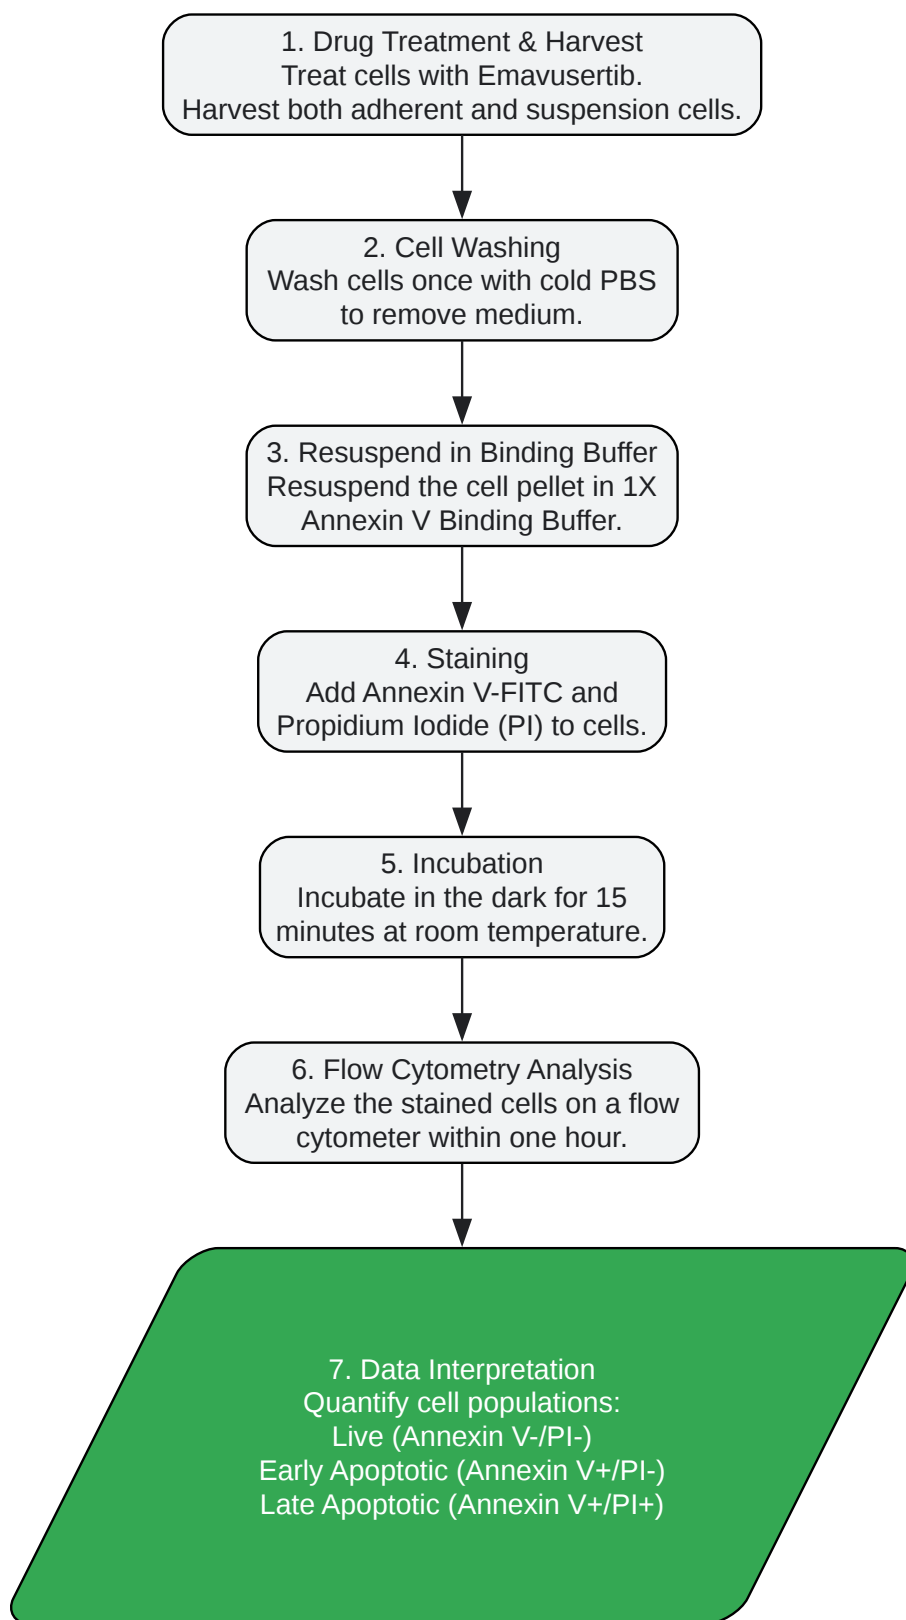 1. Drug Treatment & Harvest
Treat cells with Emavusertib.
Harvest both adherent and suspension cells.
2. Cell Washing
Wash cells once with cold PBS
to remove medium.
3. Resuspend in Binding Buffer
Resuspend the cell pellet in 1X
Annexin V Binding Buffer.
4. Staining
Add Annexin V-FITC and
Propidium Iodide (PI) to cells.
5. Incubation
Incubate in the dark for 15
minutes at room temperature.
6. Flow Cytometry Analysis
Analyze the stained cells on a flow
cytometer within one hour.
7. Data Interpretation
Quantify cell populations:
Live (Annexin V-/PI-)
Early Apoptotic (Annexin V+/PI-)
Late Apoptotic (Annexin V+/PI+)